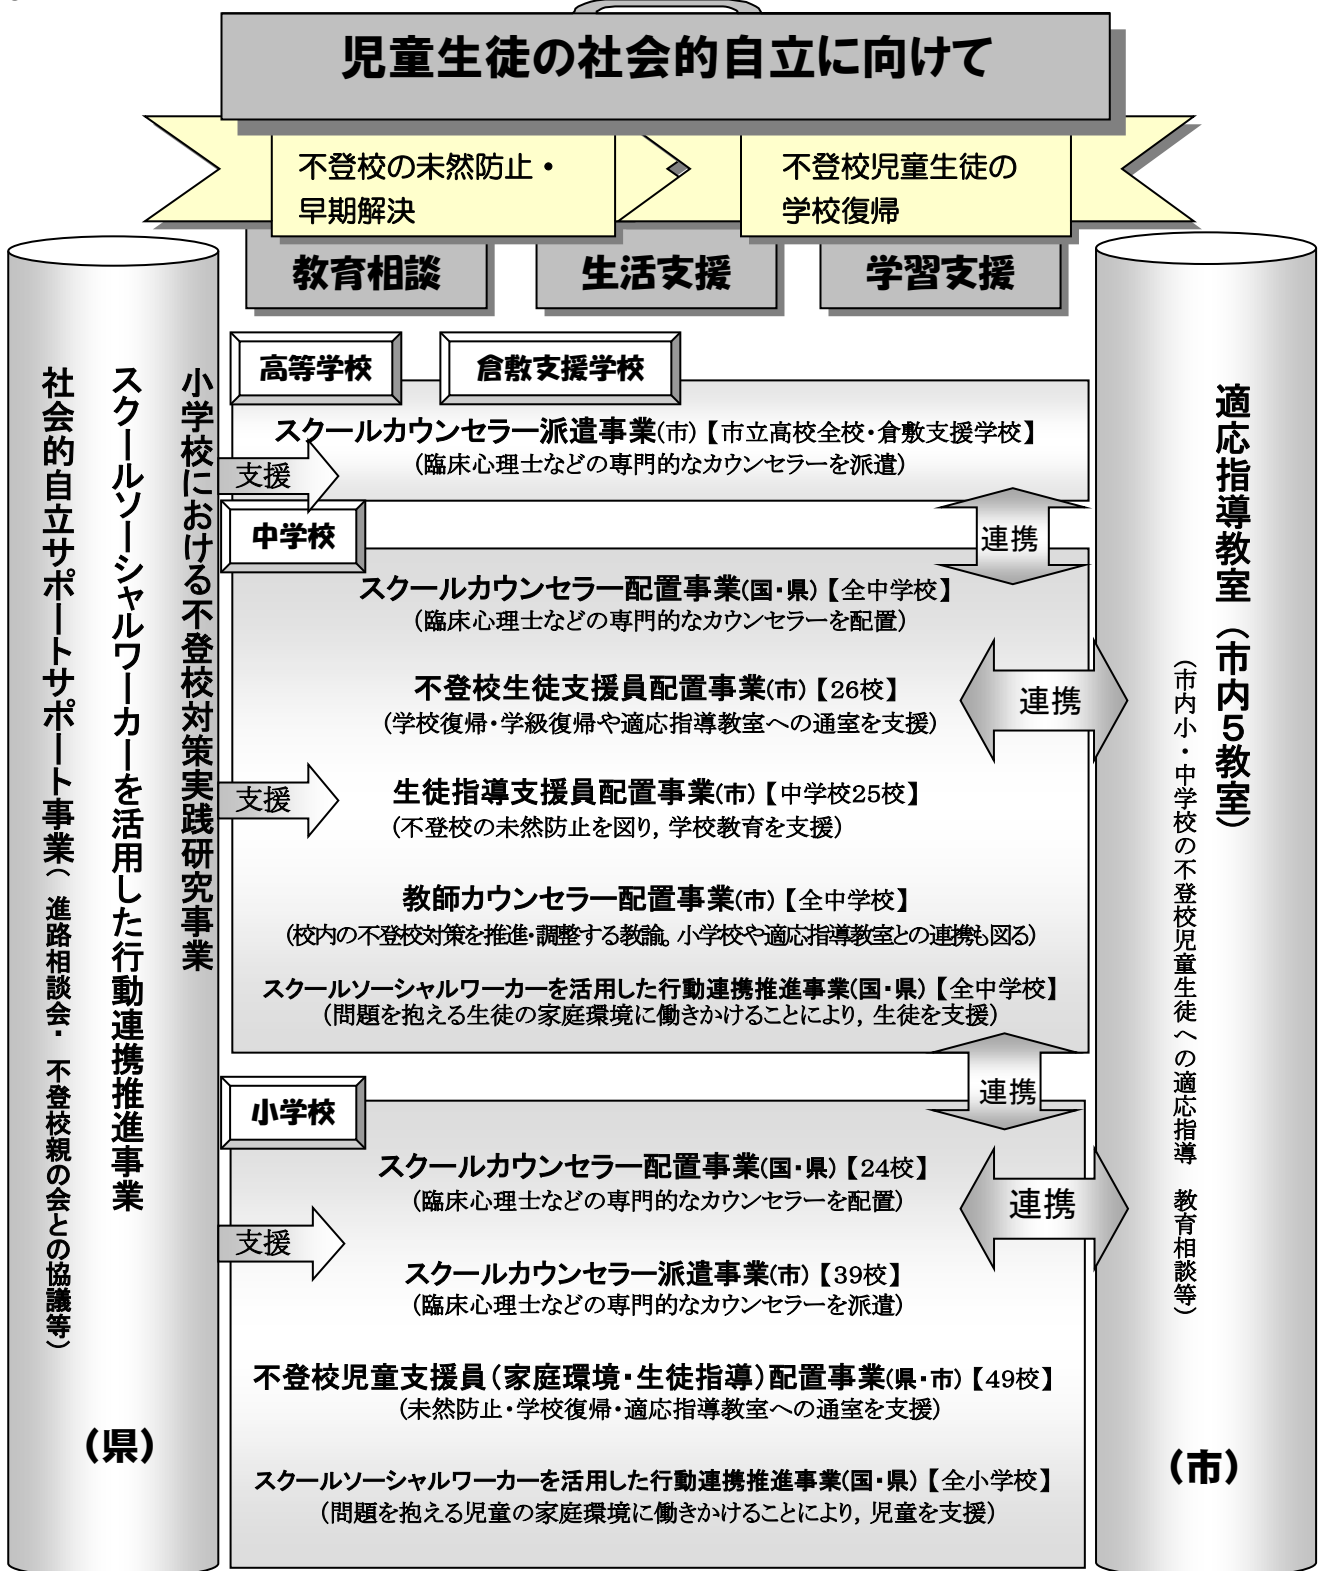 児童生徒の社会的自立に向けて
不登校の未然防止・
早期解決
不登校児童生徒の
学校復帰
教育相談
生活支援
学習支援
小学校における不登校対策実践研究事業
スクールソーシャルワーカーを活用した行動連携推進事業
社会的自立サポートサポート事業（進路相談会・不登校親の会との協議等）
（県）
高等学校
倉敷支援学校
スクールカウンセラー派遣事業(市)【市立高校全校・倉敷支援学校】
（臨床心理士などの専門的なカウンセラーを派遣）
支援
連携
中学校
スクールカウンセラー配置事業(国・県)【全中学校】
（臨床心理士などの専門的なカウンセラーを配置）
不登校生徒支援員配置事業(市)【26校】
（学校復帰・学級復帰や適応指導教室への通室を支援）
連携
生徒指導支援員配置事業(市)【中学校25校】
（不登校の未然防止を図り，学校教育を支援）
支援
教師カウンセラー配置事業(市)【全中学校】
（校内の不登校対策を推進・調整する教諭。小学校や適応指導教室との連携も図る）
スクールソーシャルワーカーを活用した行動連携推進事業(国・県)【全中学校】
（問題を抱える生徒の家庭環境に働きかけることにより，生徒を支援）
連携
小学校
スクールカウンセラー配置事業(国・県)【24校】
（臨床心理士などの専門的なカウンセラーを配置）
連携
支援
スクールカウンセラー派遣事業(市)【39校】
（臨床心理士などの専門的なカウンセラーを派遣）
不登校児童支援員（家庭環境・生徒指導）配置事業(県・市)【49校】
（未然防止・学校復帰・適応指導教室への通室を支援）
スクールソーシャルワーカーを活用した行動連携推進事業(国・県)【全小学校】
（問題を抱える児童の家庭環境に働きかけることにより，児童を支援）
適応指導教室（市内５教室）
（市内小・中学校の不登校児童生徒への適応指導　教育相談等）
（市）